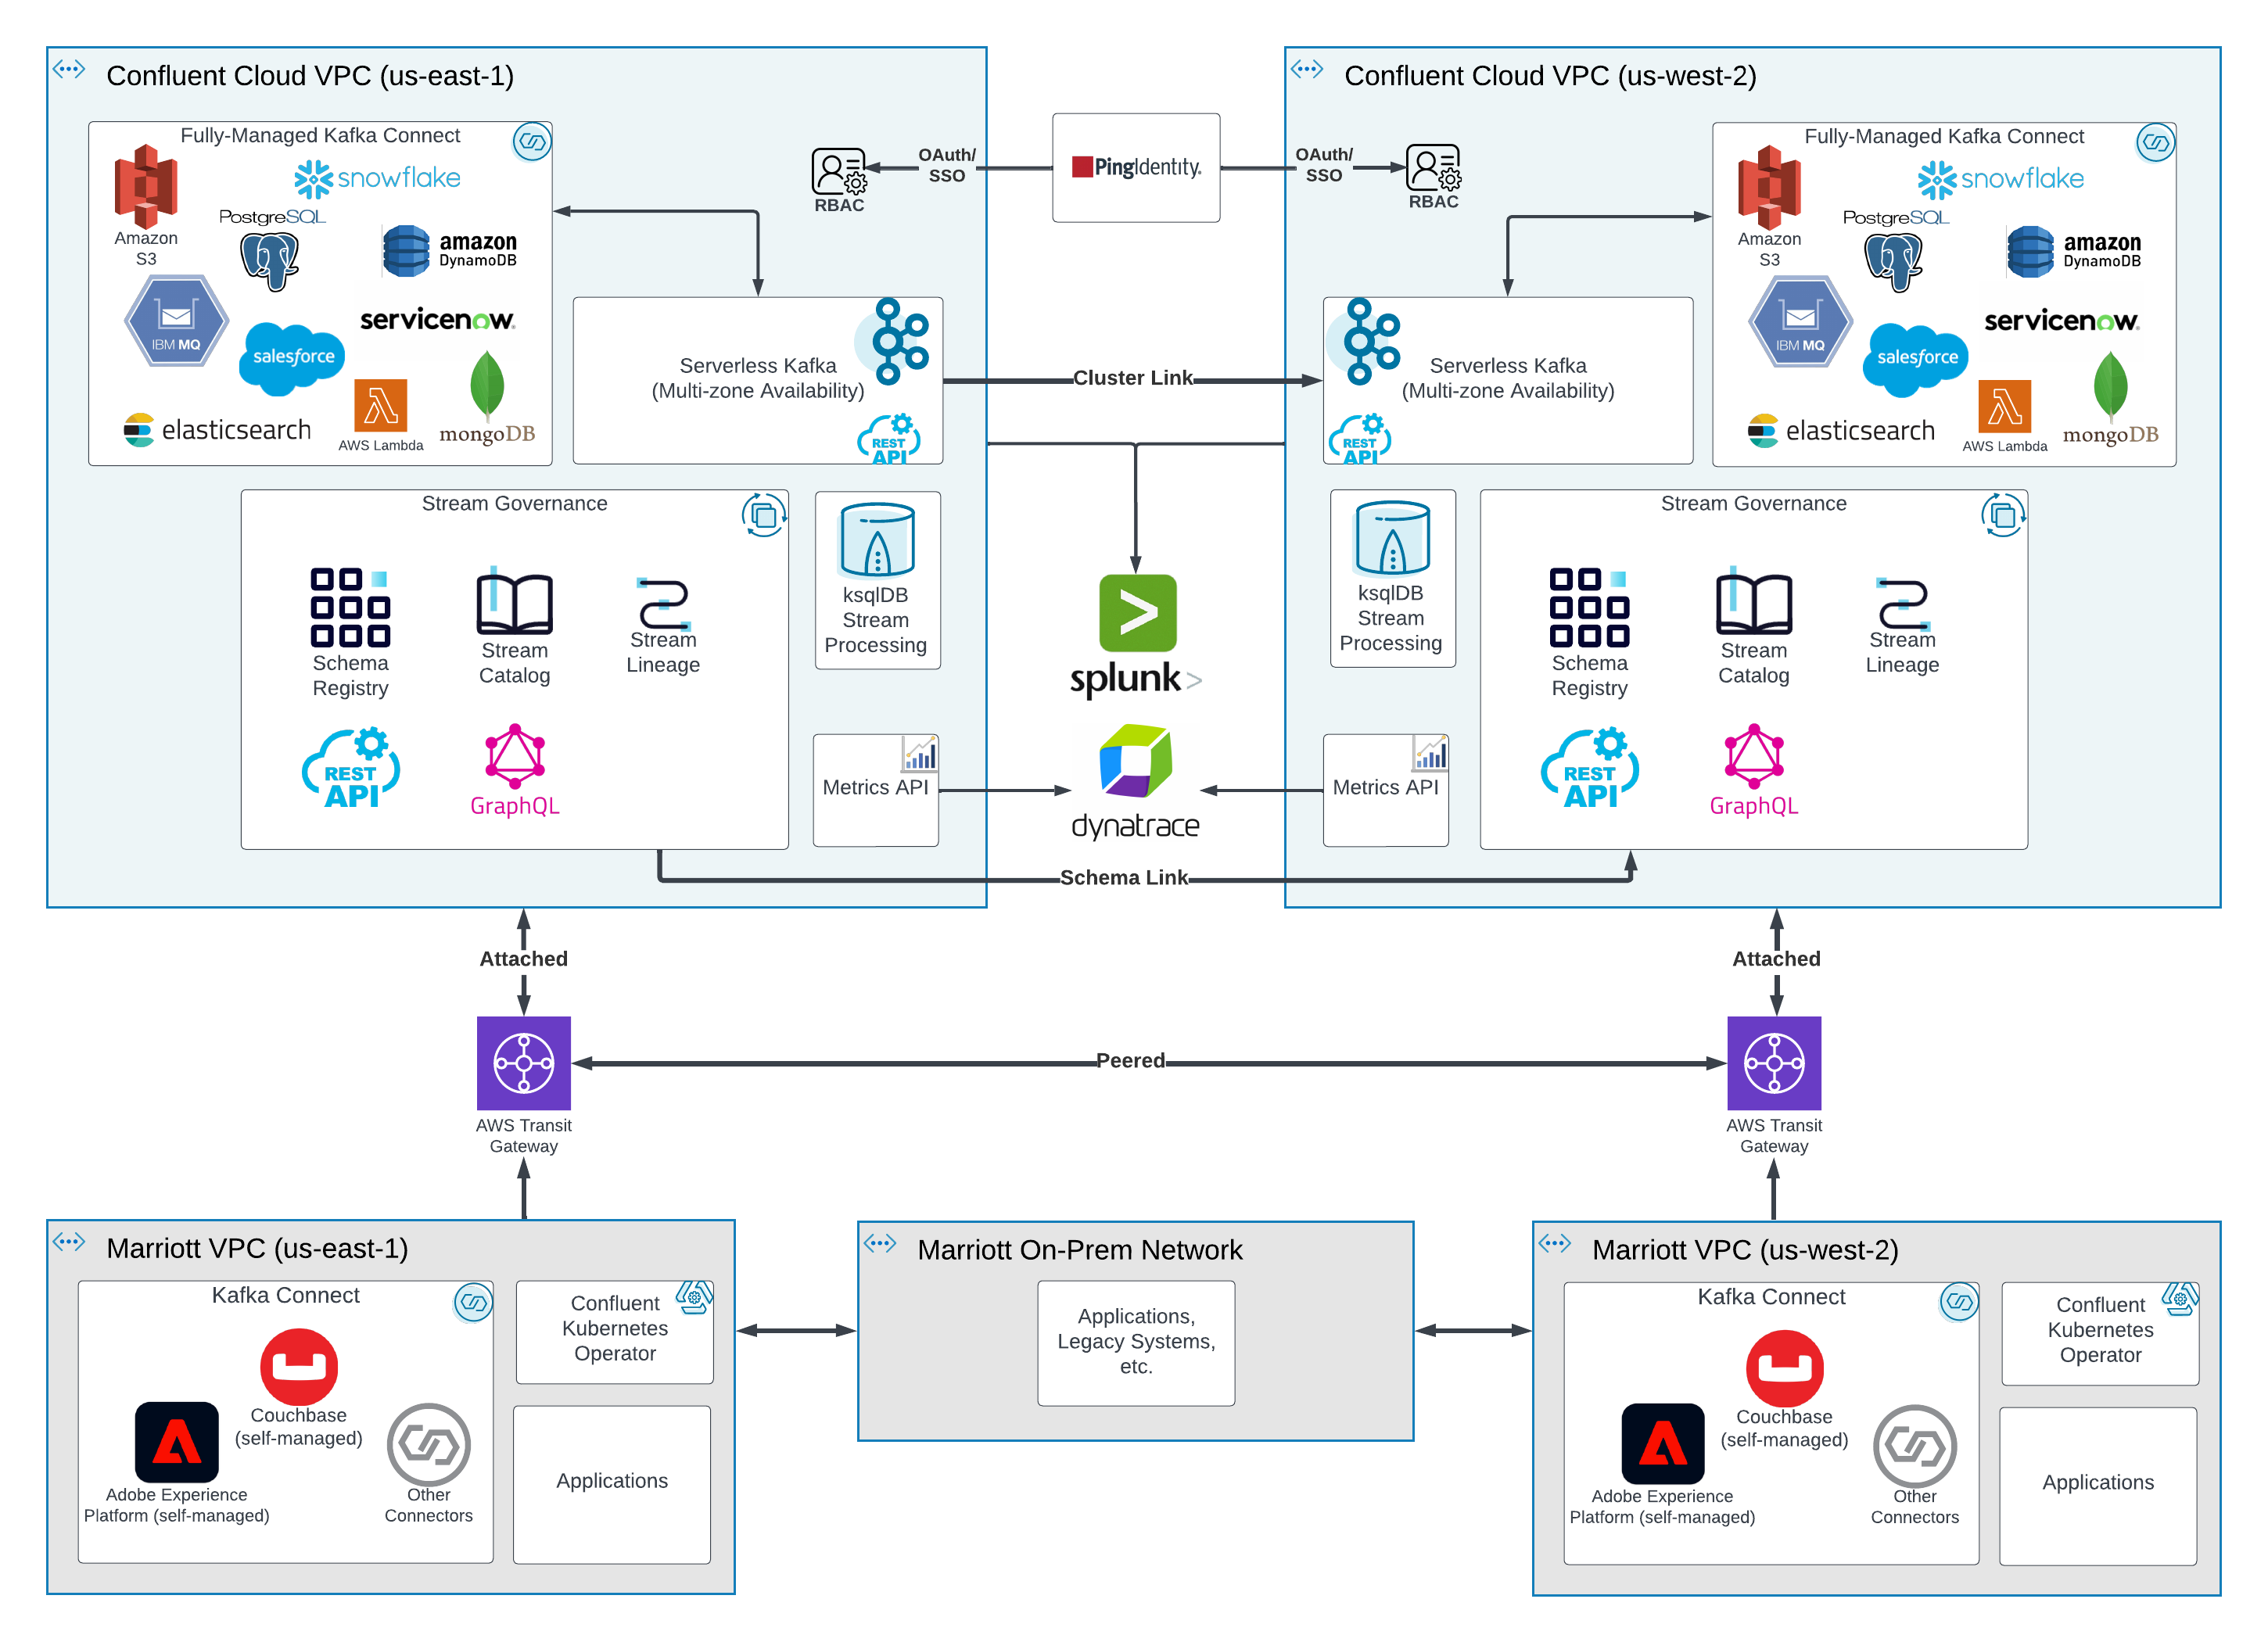 Confluent Cloud VPC (us-east-1)
Fully-Managed Kafka Connect
Amazon
S3
snowflake
PostgreSQL
amazon
DynamoDB
IBM MQ
servicenow.
salesforce
elasticsearch
AWS Lambda
mongoDB
RBAC
OAuth/
SSO
PingIdentity.
OAuth/
SSO
RBAC
Serverless Kafka
(Multi-zone Availability)
REST
API
Cluster Link
Stream Governance
Schema
Registry
Stream
Catalog
Stream
Lineage
REST
API
GraphQL
ksqlDB
Stream
Processing
Metrics API
splunk>
dynatrace
Schema Link
Confluent Cloud VPC (us-west-2)
Fully-Managed Kafka Connect
Amazon
S3
snowflake
PostgreSQL
amazon
DynamoDB
IBM MQ
servicenow.
salesforce
elasticsearch
AWS Lambda
mongoDB
Serverless Kafka
(Multi-zone Availability)
REST
API
ksqlDB
Stream
Processing
Metrics API
Stream Governance
Schema
Registry
Stream
Catalog
Stream
Lineage
REST
API
GraphQL
Attached
Attached
AWS Transit
Gateway
Peered
AWS Transit
Gateway
Marriott VPC (us-east-1)
Kafka Connect
Couchbase
(self-managed)
Adobe Experience
Platform (self-managed)
Other
Connectors
Confluent
Kubernetes
Operator
Applications
Marriott On-Prem Network
Applications,
Legacy Systems,
etc.
Marriott VPC (us-west-2)
Kafka Connect
Couchbase
(self-managed)
Adobe Experience
Platform (self-managed)
Other
Connectors
Confluent
Kubernetes
Operator
Applications